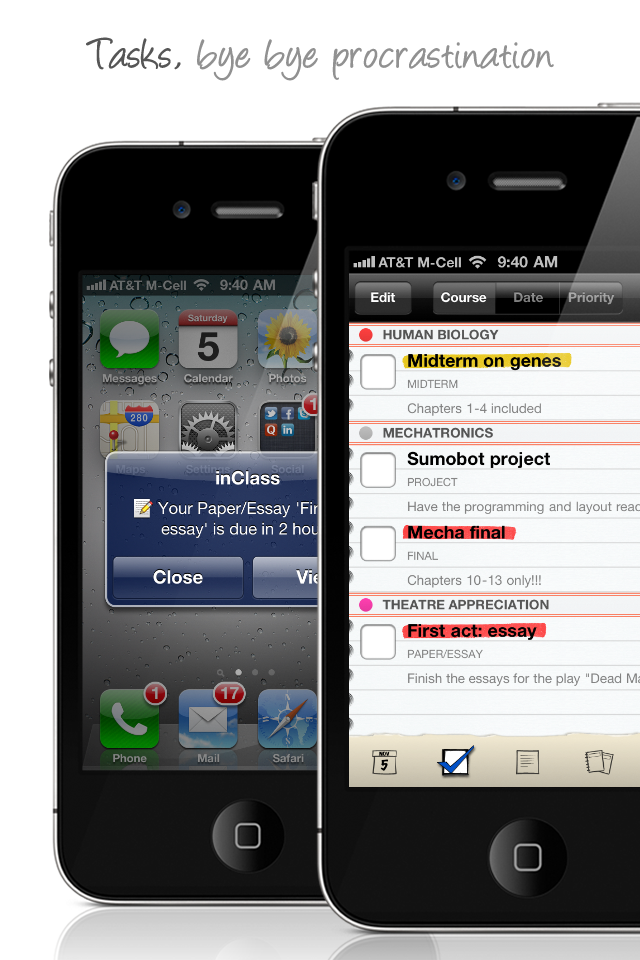 Tasks, bye bye procrastination
AT&T M-Cell 9:40 AM
Saturday
5
Messages Calendar Photos
280
1
Maps Settings Social
inClass
Your Paper/Essay 'Fin
essay' is due in 2 hou
Close Vie
1 17
Phone Mail Safari
AT&T M-Cell 9:40 AM
Edit Course Date Priority
HUMAN BIOLOGY
Midterm on genes
MIDTERM
Chapters 1-4 included
MECHATRONICS
Sumobot project
PROJECT
Have the programming and layout read
Mecha final
FINAL
Chapters 10-13 only!!!
THEATRE APPRECIATION
First act: essay
PAPER/ESSAY
Finish the essays for the play "Dead Ma
NOV
5